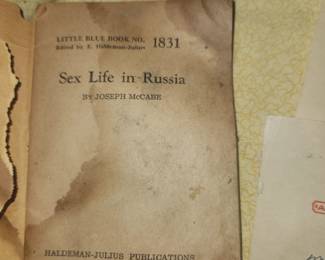 LITTLE BLUE BOOK NO. 1831
Edited by E. Haldeman-Julius
Sex Life in Russia
BY JOSEPH McCABE
HALDEMAN-JULIUS PUBLICATIONS